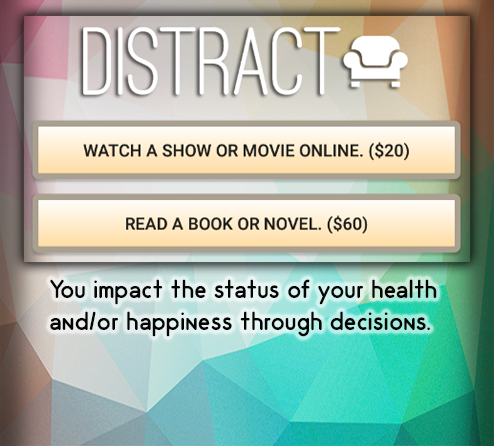 DISTRACT
WATCH A SHOW OR MOVIE ONLINE. ($20)
READ A BOOK OR NOVEL. ($60)
You impact the status of your health
and/or happiness through decisions.